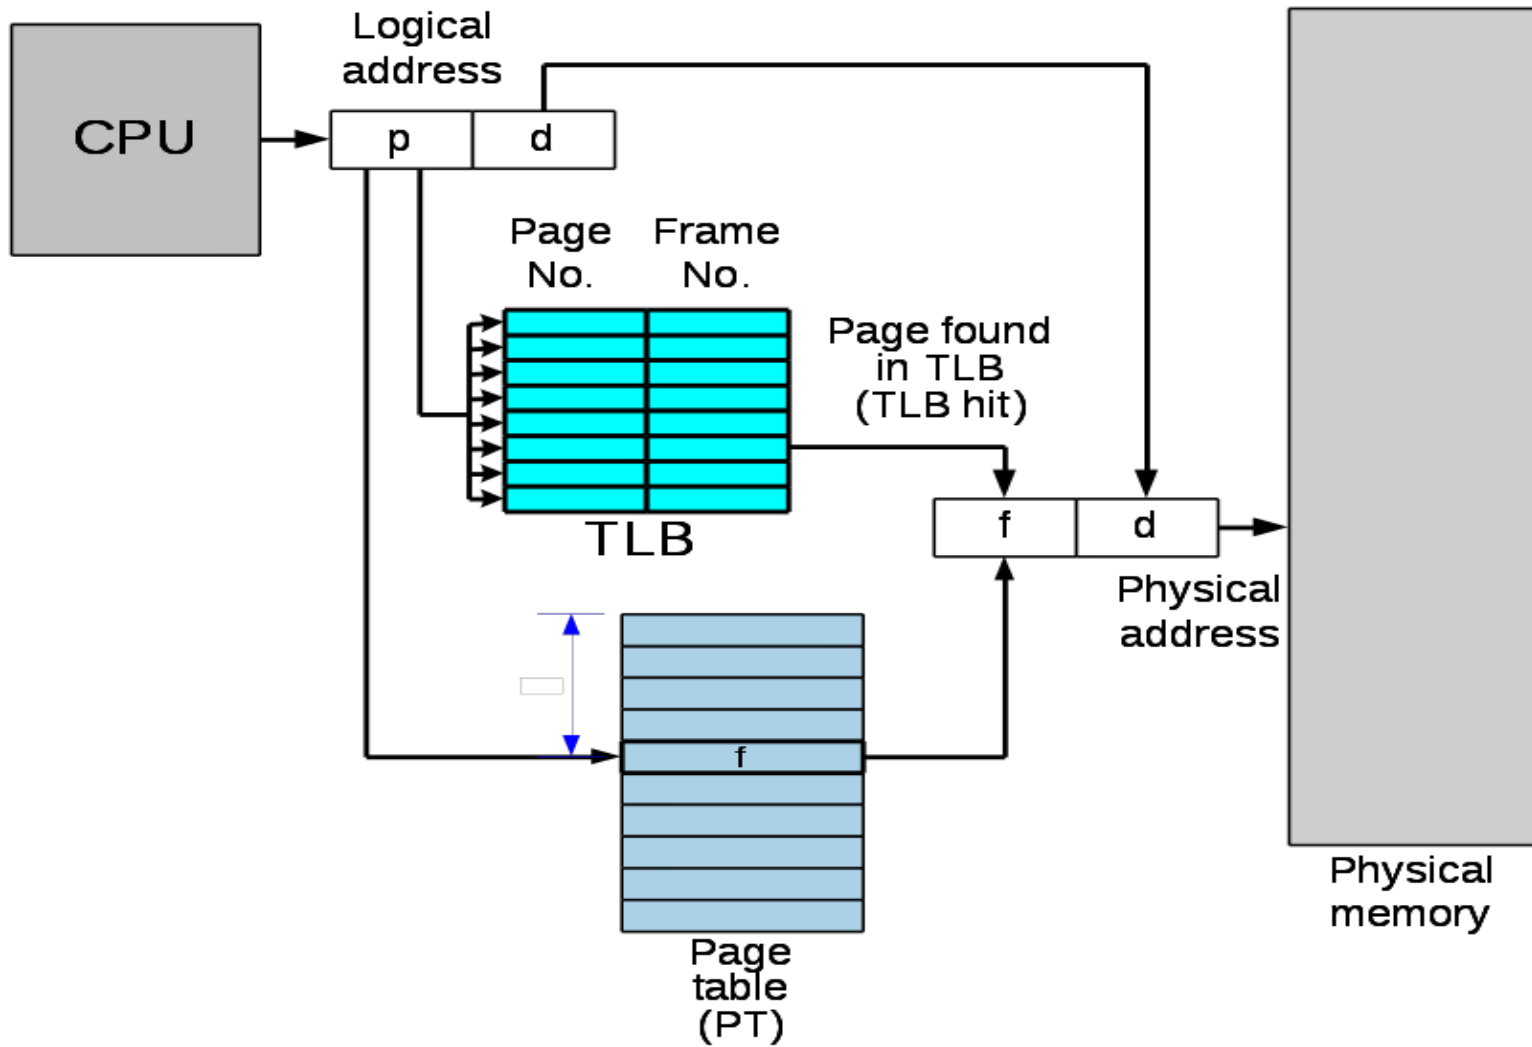 Logical
address
CPU
p
d
Page
No.
Frame
No.
Page found
in TLB
(TLB hit)
TLB
f
d
Physical
address
f
Page
table
(PT)
Physical
memory